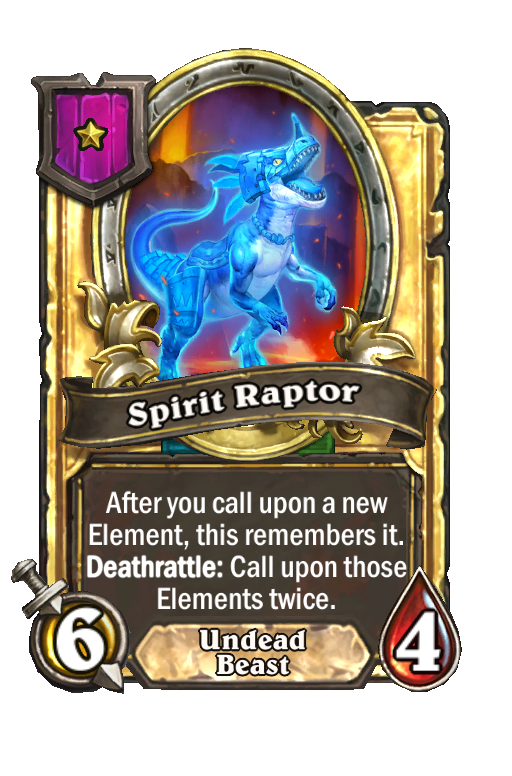 Spirit Raptor
After you call upon a new
Element, this remembers it.
Deathrattle: Call upon those
Elements twice.
6
Undead
Beast
4